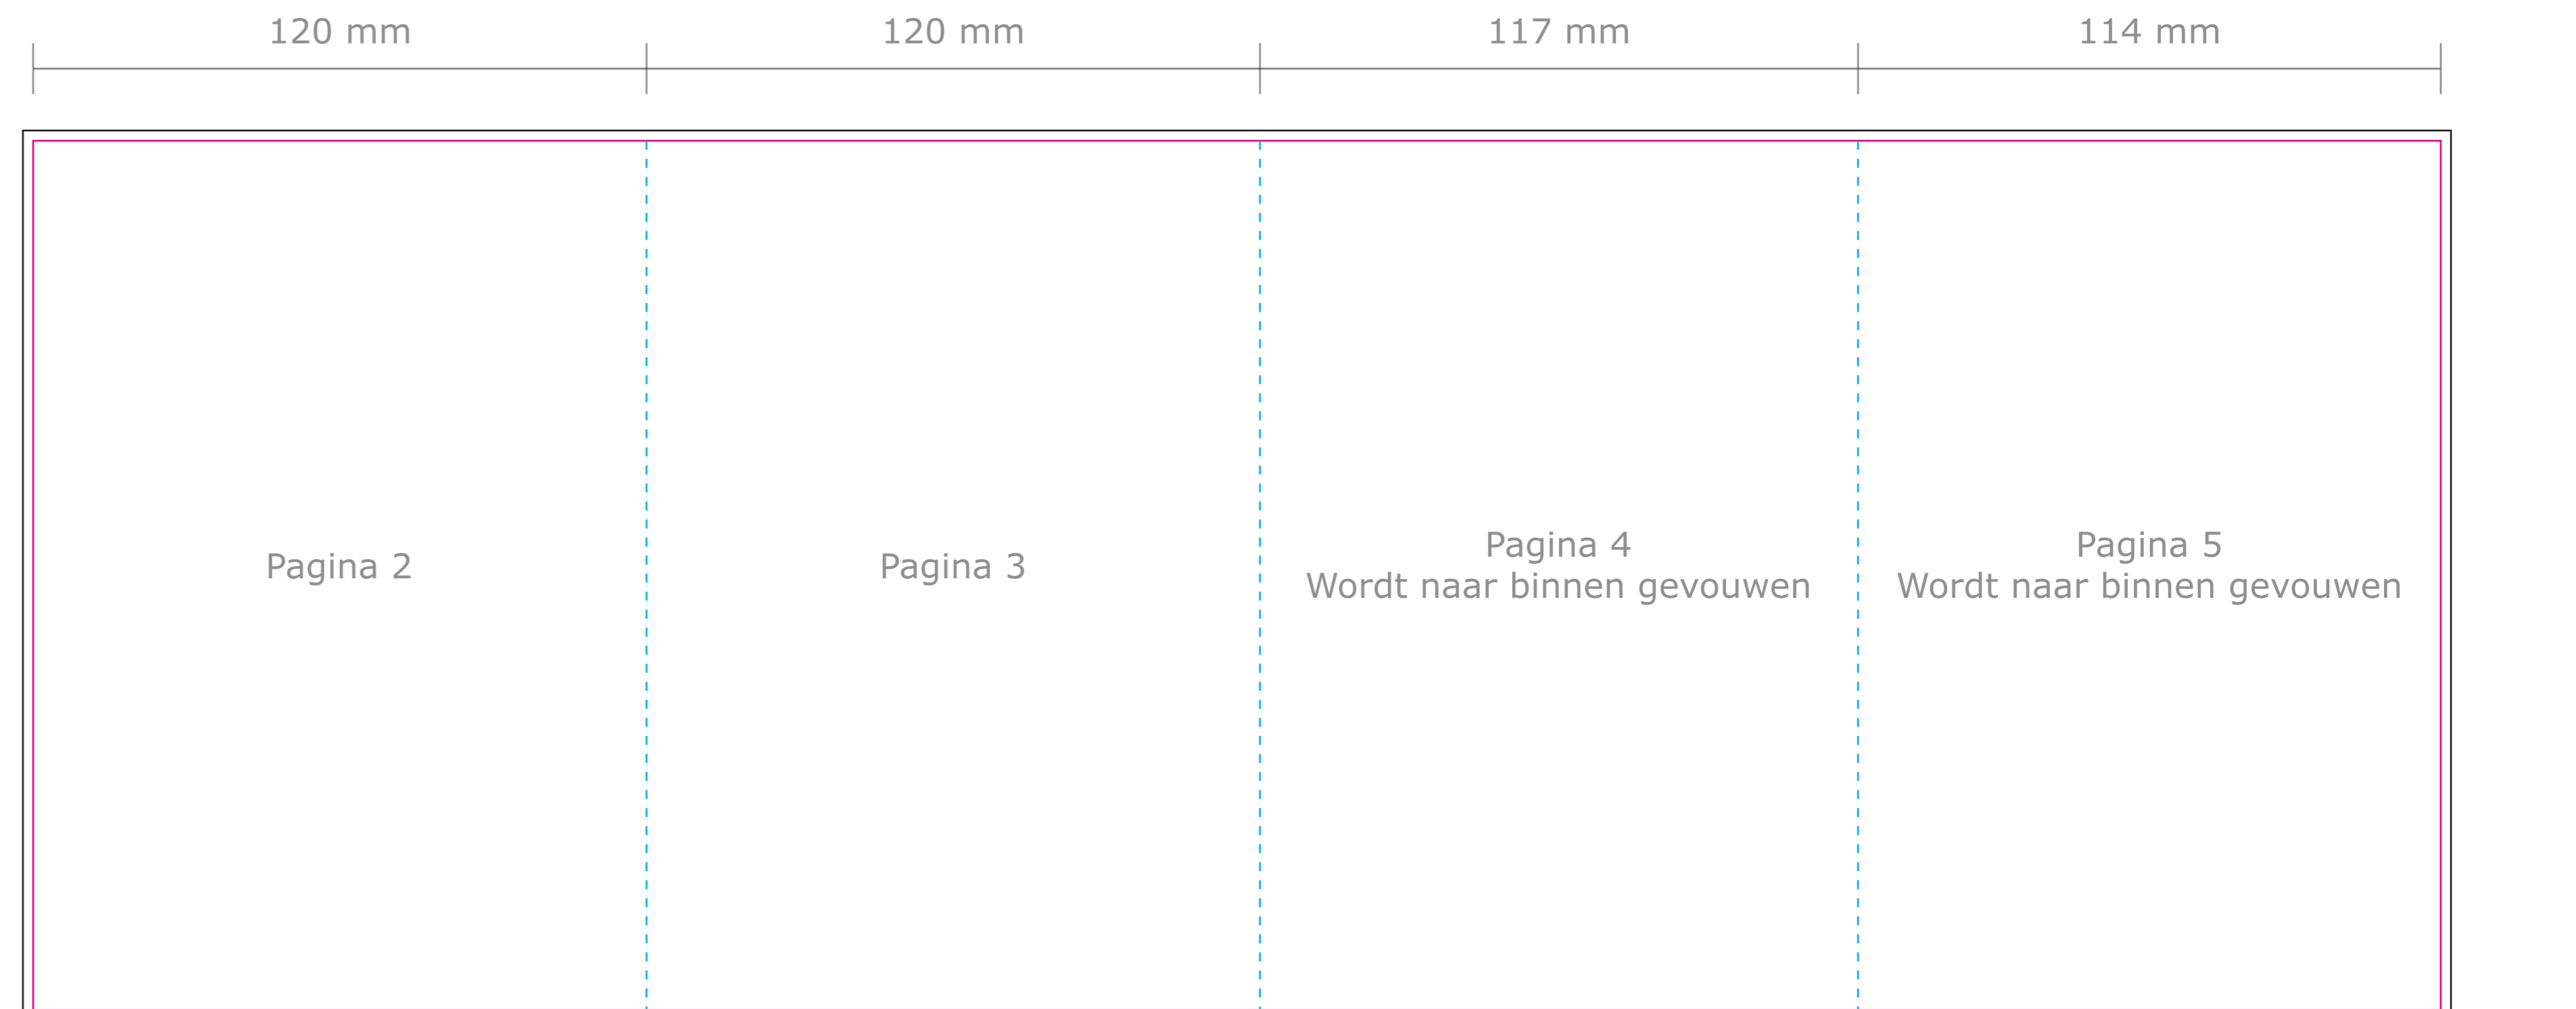 120 mm
120 mm
117 mm
114 mm
Pagina 2
Pagina 3
Pagina 4
Wordt naar binnen gevouwen
Pagina 5
Wordt naar binnen gevouwen